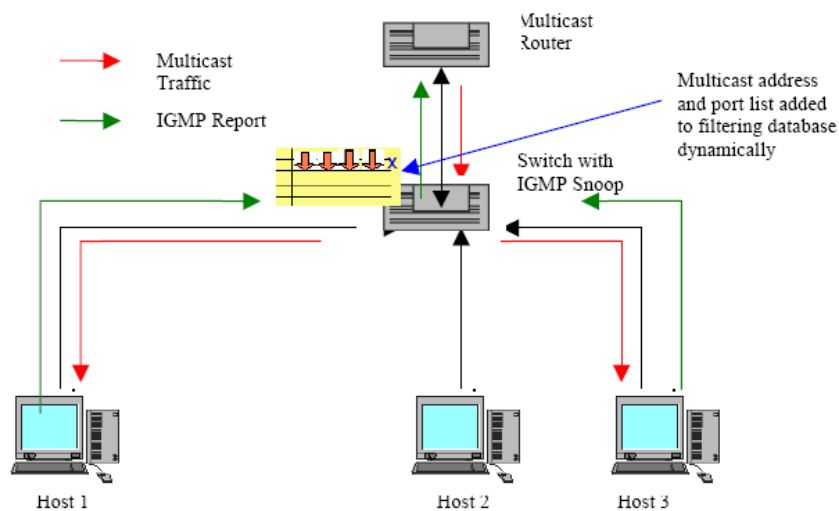 Multicast
Router
Multicast
Traffic
IGMP Report
Multicast address
and port list added
to filtering database
dynamically
x
Switch with
IGMP Snoop
Host 1
Host 2
Host 3